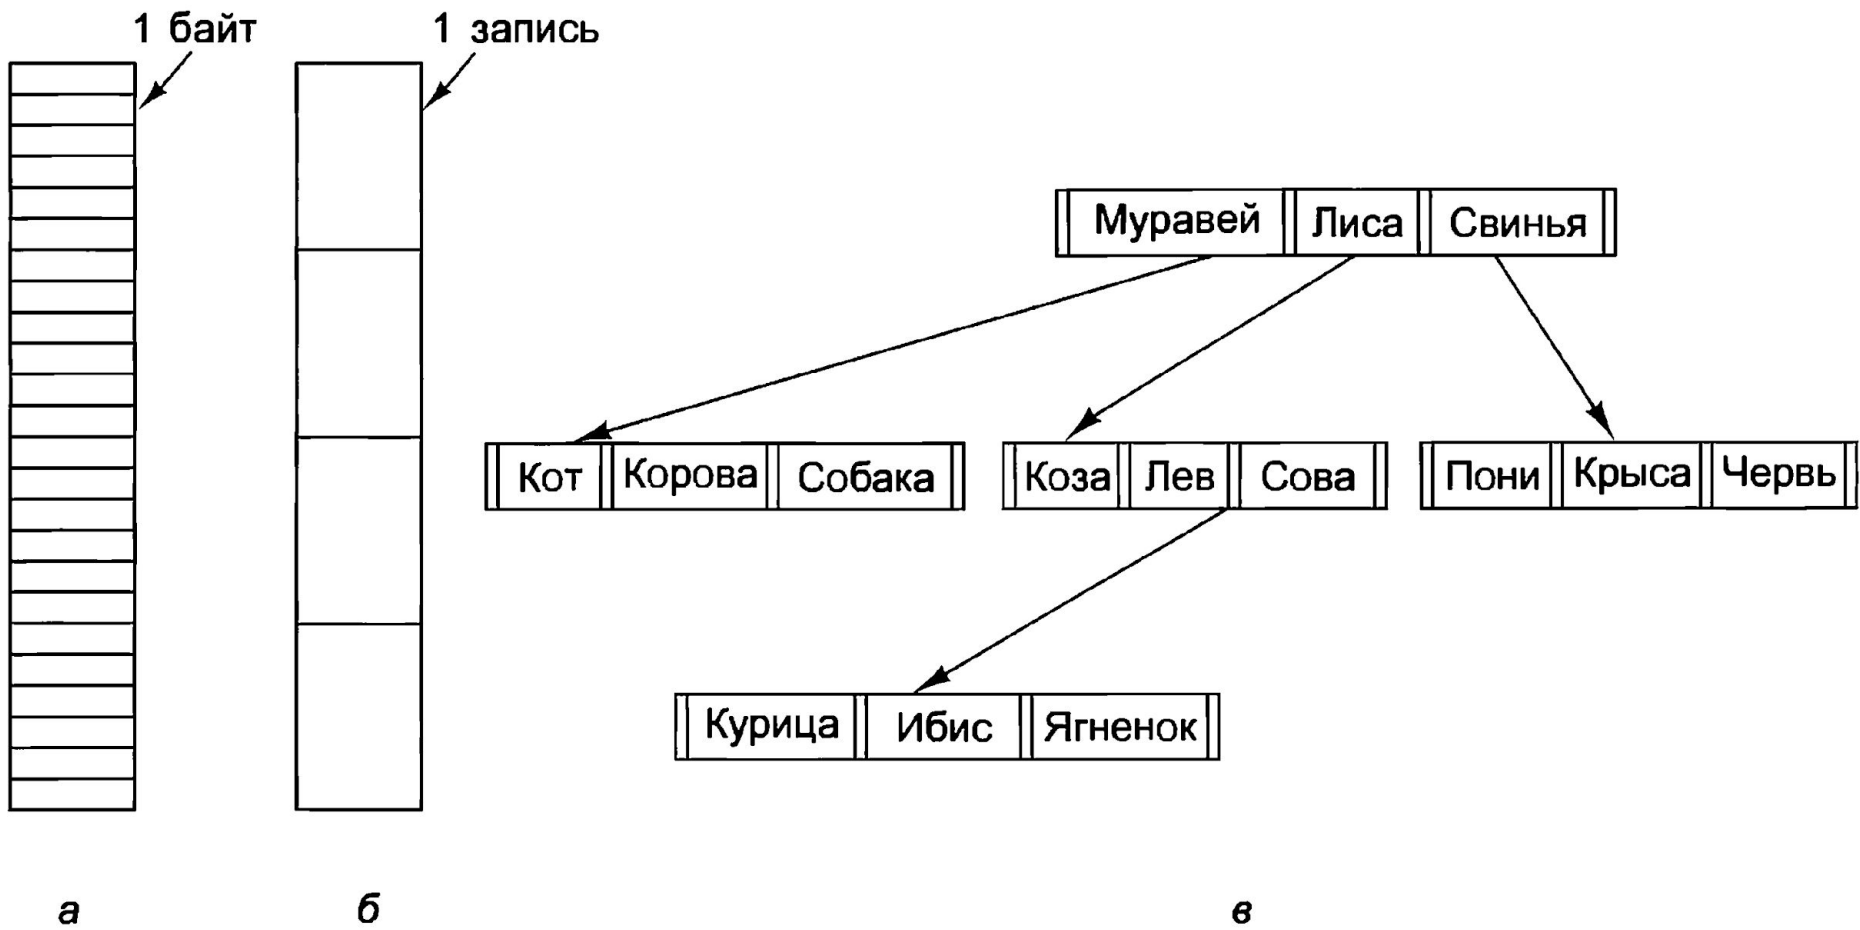 1 байт
1 запись
Муравей Лиса Свинья
Кот Корова Собака
Коза Лев Сова
Пони Крыса Червь
Курица Ибис Ягненок
а
б
в